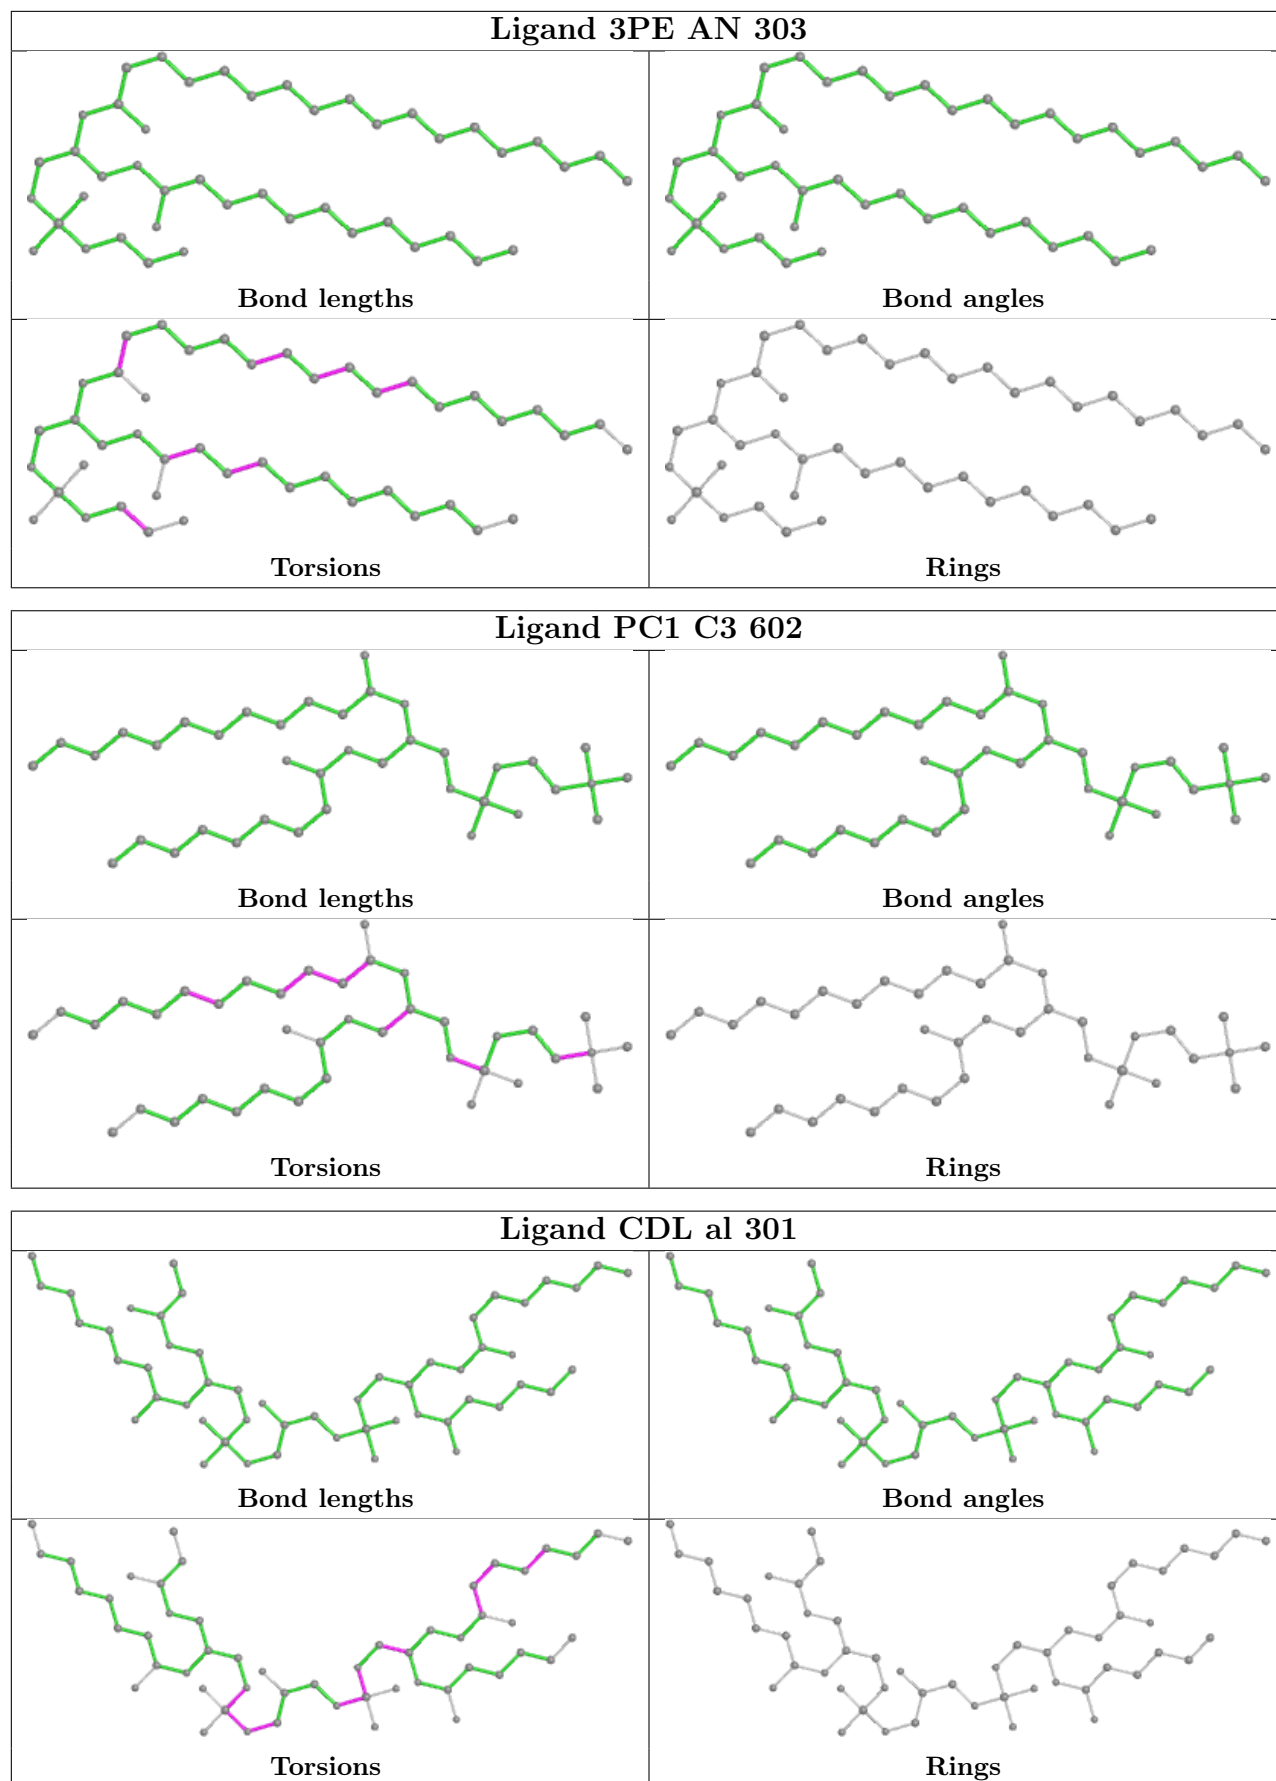 Ligand 3PE AN 303
Bond lengths
Bond angles
Torsions
Rings
Ligand PC1 C3 602
Bond lengths
Bond angles
Torsions
Rings
Ligand CDL al 301
Bond lengths
Bond angles
Torsions
Rings